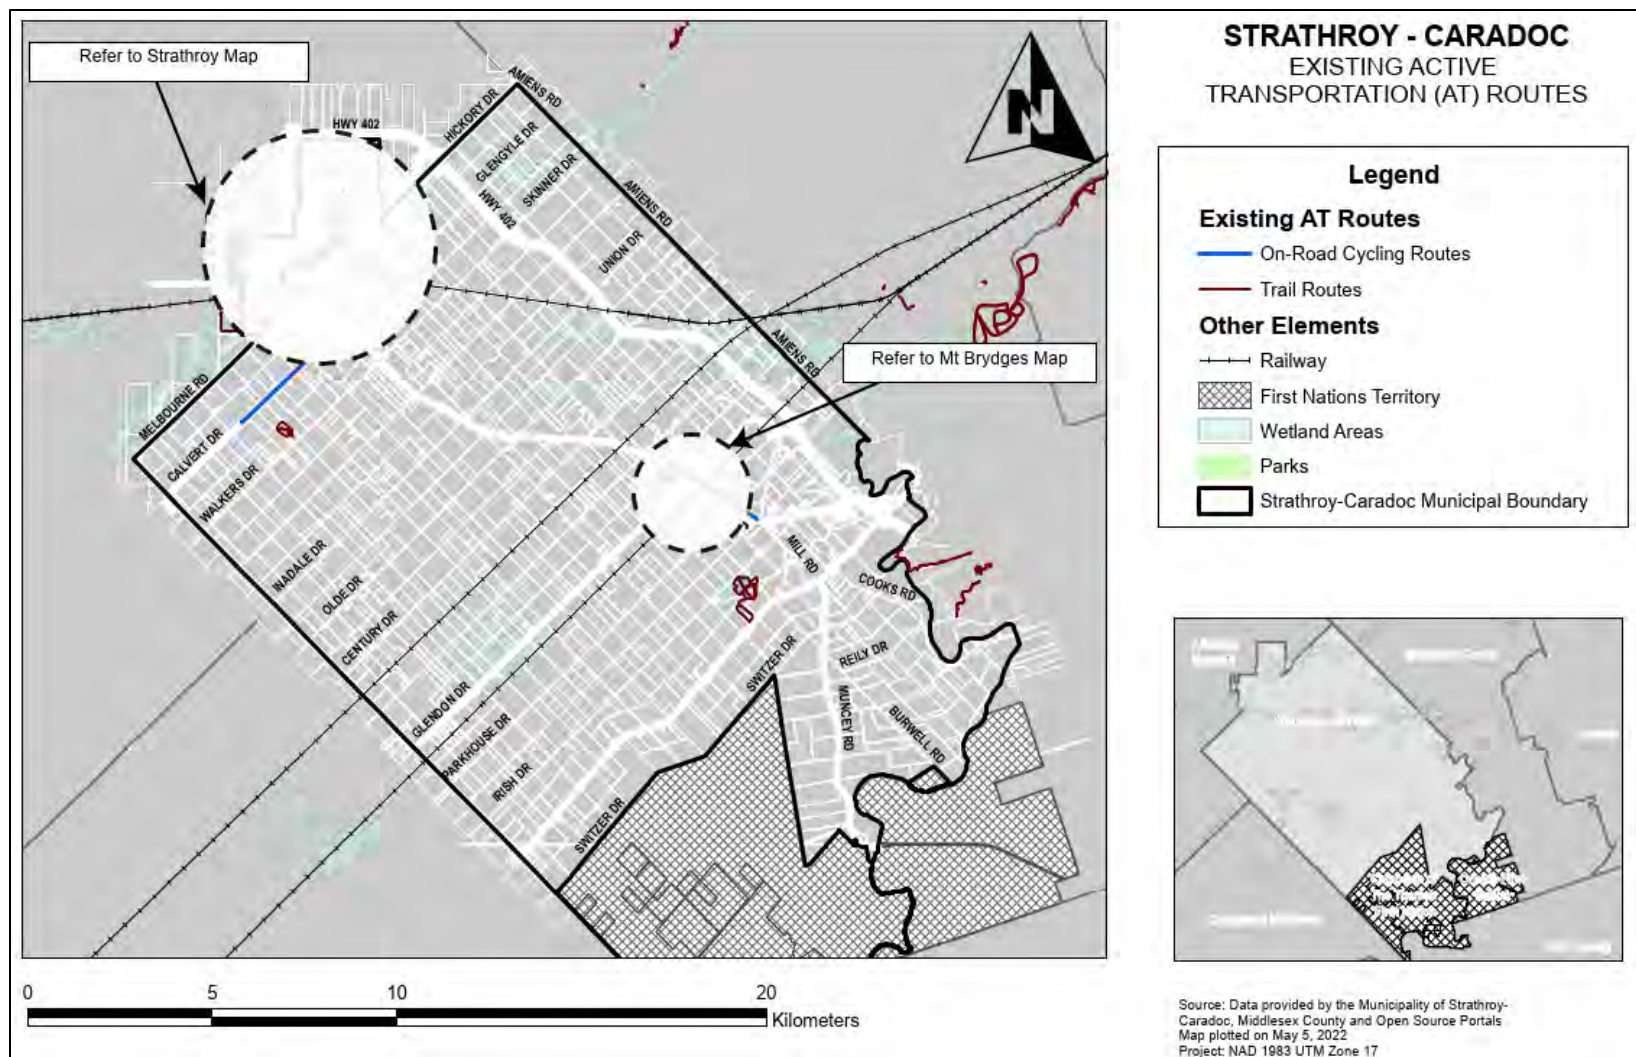 STRATHROY - CARADOC
EXISTING ACTIVE
TRANSPORTATION (AT) ROUTES
Refer to Strathroy Map
Refer to Mt Brydges Map
N
HWY 402
HICKORY DR
AMIENS RD
GLENGYLE DR
SKINNER DR
HWY 402
AMIENS RD
UNION DR
AMIENS RD
MELBOURNE RD
CALVERT DR
WALKERS DR
INADALE DR
OLDE DR
CENTURY DR
MILL RD
COOKS RD
SWITZER DR
REILY DR
MUNCEY RD
BURWELL RD
GLENDON DR
PARKHOUSE DR
IRISH DR
SWITZER DR
Legend
Existing AT Routes
On-Road Cycling Routes
Trail Routes
Other Elements
Railway
First Nations Territory
Wetland Areas
Parks
Strathroy-Caradoc Municipal Boundary
0 5 10 20
Kilometers
Source: Data provided by the Municipality of Strathroy-
Caradoc, Middlesex County and Open Source Portals
Map plotted on May 5, 2022
Project: NAD 1983 UTM Zone 17